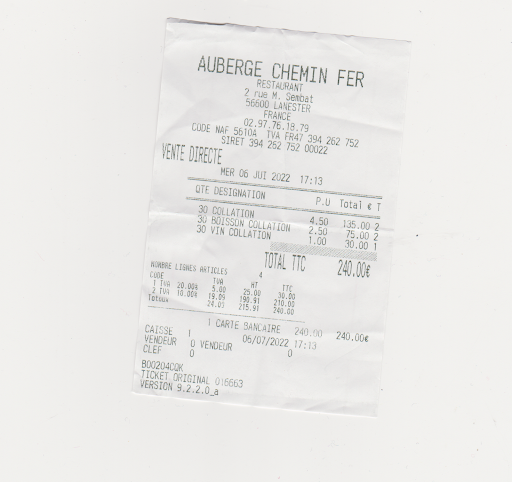 AUBERGE CHEMIN FER
RESTAURANT
2 rue M. Sembat
56600 LANESTER
FRANCE
02.97.76.18.79
CODE NAF 5610A TVA FR47 394 262 752
SIRET 394 262 752 00022
VENTE DIRECTE
MER 06 JUI 2022 17:13
QTE DESIGNATION P.U Total € T
30 COLLATION 4.50 135.00 2
30 BOISSON COLLATION 2.50 75.00 2
30 VIN COLLATION 1.00 30.00 1
TOTAL TTC 240.00€
NOMBRE LIGNES ARTICLES 4
CODE TVA HT TTC
1 TVA 20.00% 5.00 25.00 30.00
2 TVA 10.00% 19.09 190.91 210.00
Totaux 24.09 215.91 240.00
1 CARTE BANCAIRE 240.00 240.00€
CAISSE 1 06/07/2022 17:13
VENDEUR 0 VENDEUR 0
CLEF 0
TICKET ORIGINAL 016663
VERSION 9.2.2.0_a